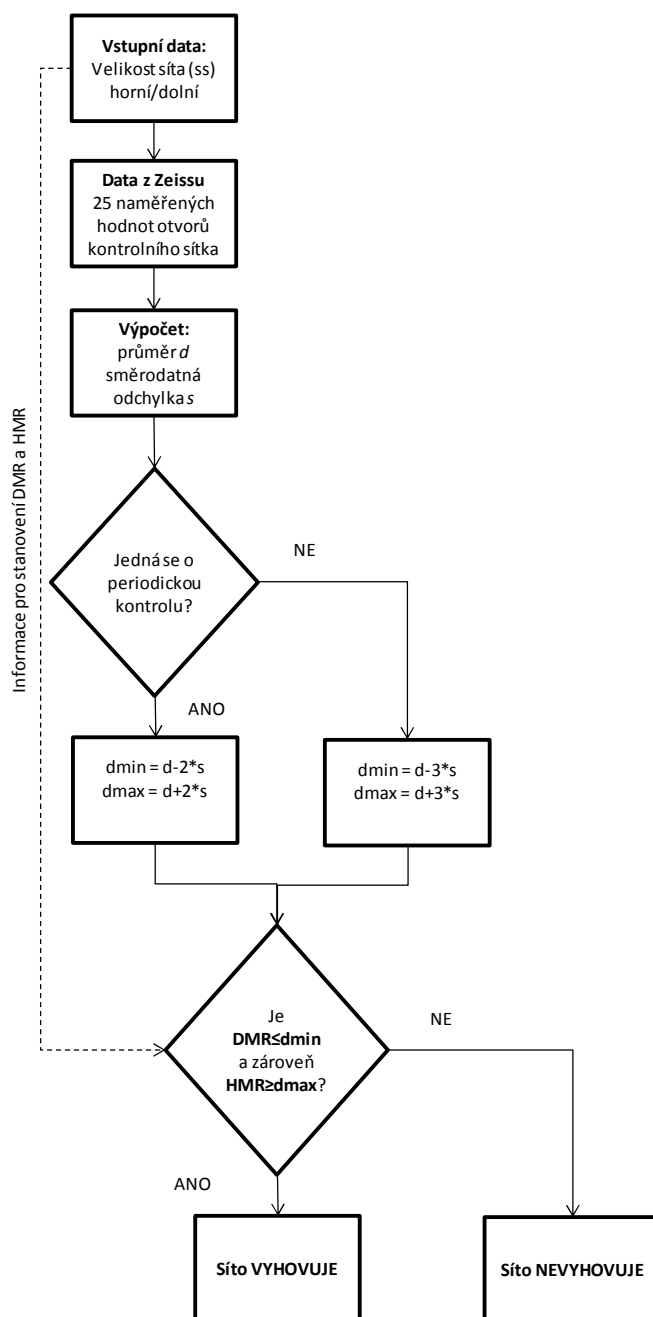 Vstupní data:
Velikost síta (ss)
horní/dolní
Data z Zeissu
25 naměřených
hodnot otvorů
kontrolního sítka
Výpočet:
průměr d
směrodatná
odchylka s
Informace pro stanovení DMR a HMR
Jedná se o
periodickou
kontrolu?
NE
ANO
dmin = d-2*s
dmax = d+2*s
dmin = d-3*s
dmax = d+3*s
Je
DMR≤dmin
a zároveň
HMR≥dmax?
NE
ANO
Síto VYHOVUJE
Síto NEVYHOVUJE